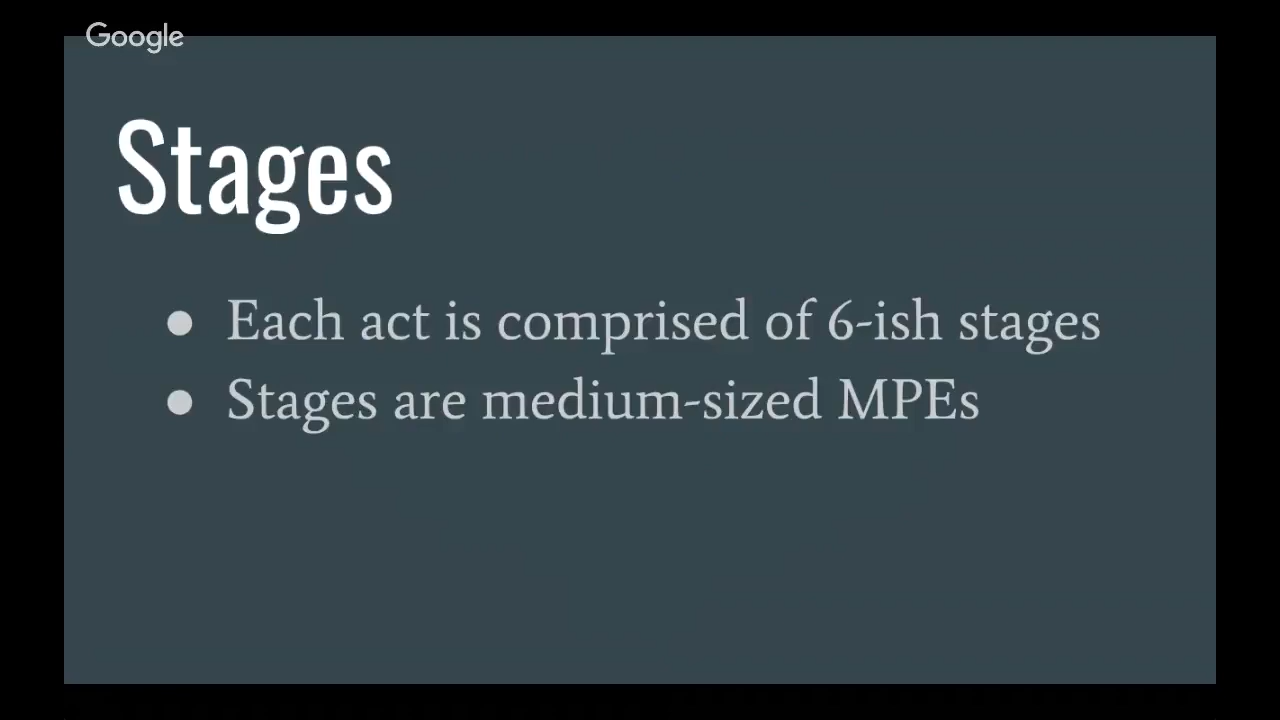 Google
Stages
● Each act is comprised of 6-ish stages
● Stages are medium-sized MPEs